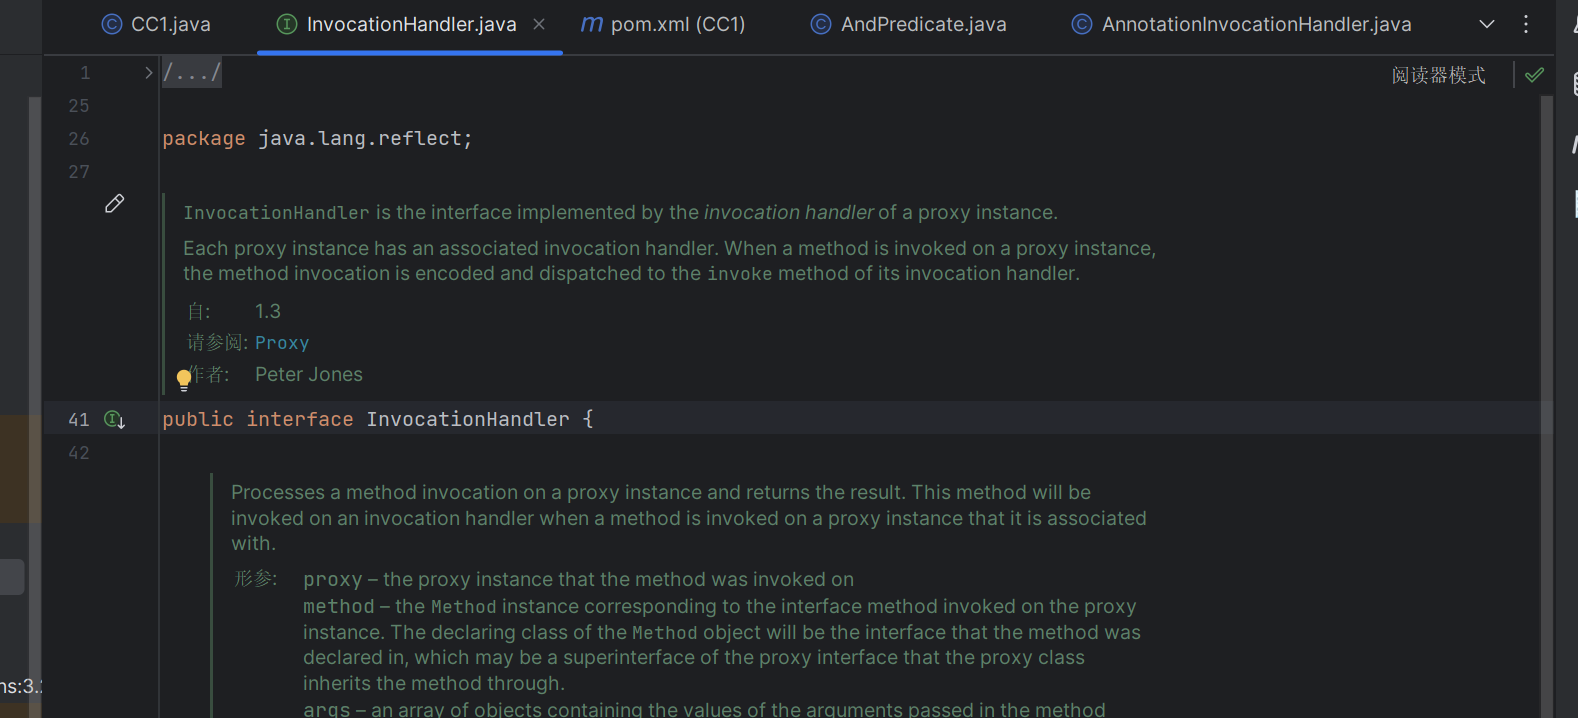 CC1.java InvocationHandler.java pom.xml (CC1) AndPredicate.java AnnotationInvocationHandler.java
1 /.../ 阅读器模式
25
26 package java.lang.reflect;
27
InvocationHandler is the interface implemented by the invocation handler of a proxy instance.
Each proxy instance has an associated invocation handler. When a method is invoked on a proxy instance,
the method invocation is encoded and dispatched to the invoke method of its invocation handler.
自: 1.3
请参阅: Proxy
作者: Peter Jones
41 public interface InvocationHandler {
42
Processes a method invocation on a proxy instance and returns the result. This method will be
invoked on an invocation handler when a method is invoked on a proxy instance that it is associated
with.
形参: proxy – the proxy instance that the method was invoked on
method – the Method instance corresponding to the interface method invoked on the proxy
instance. The declaring class of the Method object will be the interface that the method was
declared in, which may be a superinterface of the proxy interface that the proxy class
inherits the method through.
ns:3.
args – an array of objects containing the values of the arguments passed in the method